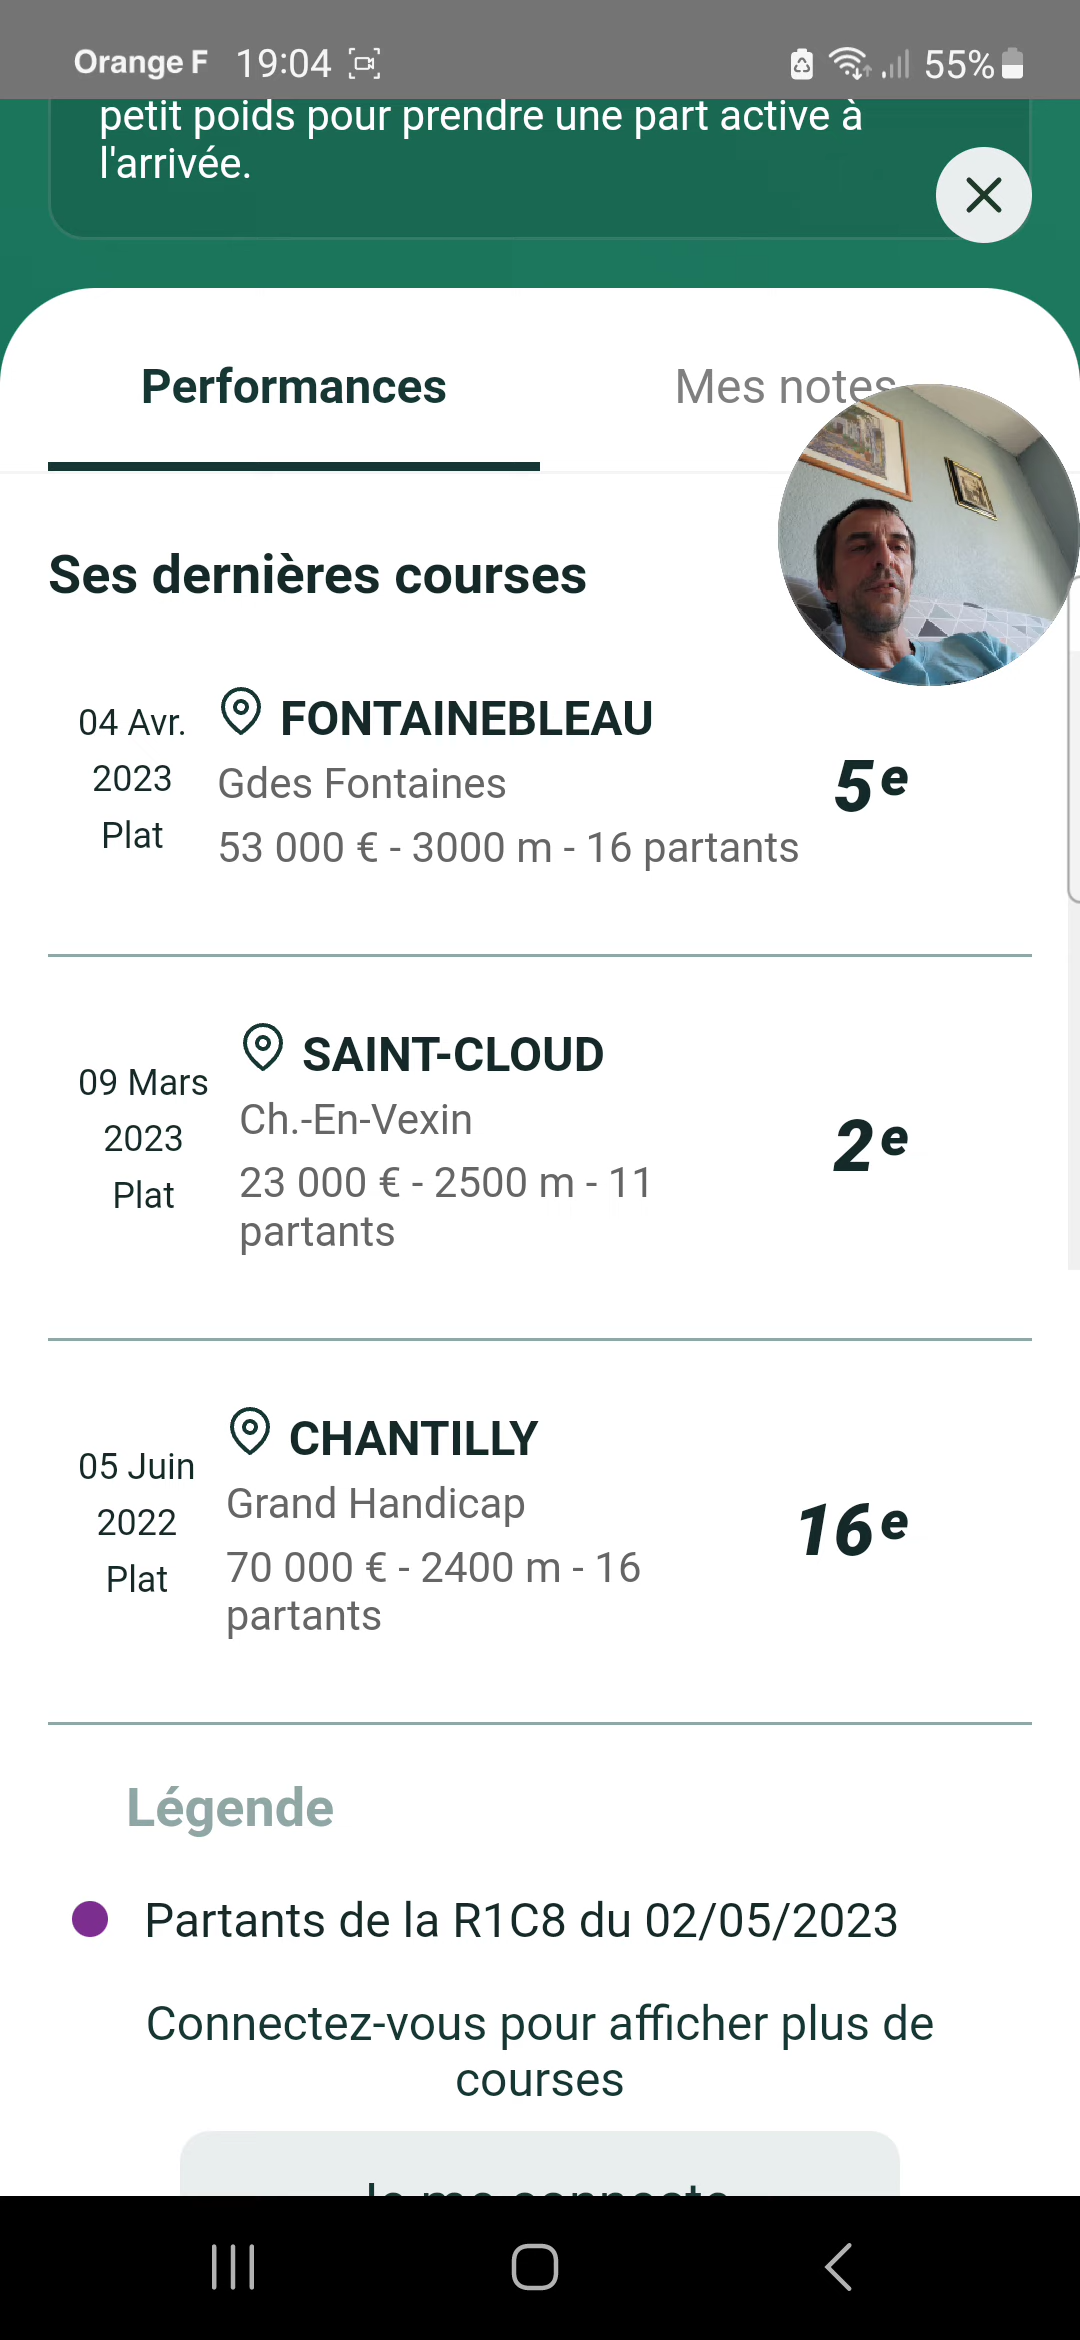 Orange F 19:04 55%
petit poids pour prendre une part active à
l'arrivée.
Performances Mes notes
Ses dernières courses
04 Avr.
2023
Plat
FONTAINEBLEAU
Gdes Fontaines
53 000 € - 3000 m - 16 partants
5e
09 Mars
2023
Plat
SAINT-CLOUD
Ch.-En-Vexin
23 000 € - 2500 m - 11
partants
2e
05 Juin
2022
Plat
CHANTILLY
Grand Handicap
70 000 € - 2400 m - 16
partants
16e
Légende
Partants de la R1C8 du 02/05/2023
Connectez-vous pour afficher plus de
courses
Je me connecte